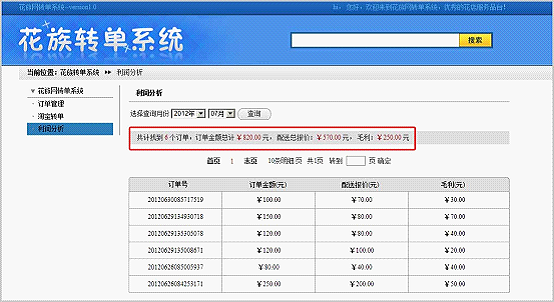 花族网转单系统--version1.0
hi，您好，欢迎来到花族网转单系统，优秀的花店服务平台！
花族转单系统
搜索
当前位置：花族转单系统 ▸▸ 利润分析
花族网转单系统
· 订单管理
· 淘宝转单
· 利润分析
利润分析
选择查询月份 2012年 07月 查询
共计找到 6 个订单，订单金额总计 ￥820.00 元，配送总报价：￥570.00 元，毛利：￥250.00 元
首页 1 末页 10条明细/页 共1页 转到 页 确定
订单号 订单金额(元) 配送报价(元) 毛利(元)
20120630085717519 ￥100.00 ￥70.00 ￥30.00
20120629134930718 ￥150.00 ￥80.00 ￥70.00
20120629135305078 ￥120.00 ￥80.00 ￥40.00
20120629135008671 ￥120.00 ￥100.00 ￥20.00
20120626085005937 ￥80.00 ￥40.00 ￥40.00
20120626084253171 ￥250.00 ￥200.00 ￥50.00